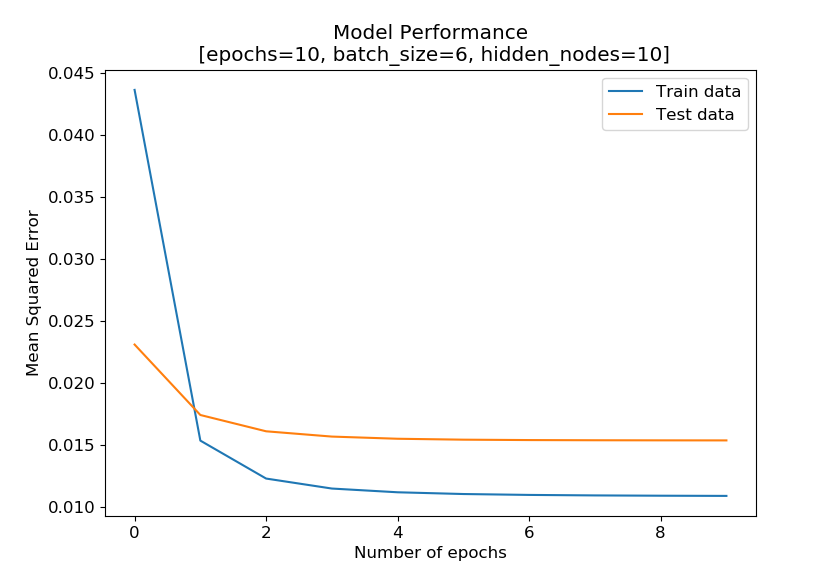 Model Performance
[epochs=10, batch_size=6, hidden_nodes=10]
0.045
0.040
0.035
0.030
0.025
0.020
0.015
0.010
Mean Squared Error
Train data
Test data
0 2 4 6 8
Number of epochs